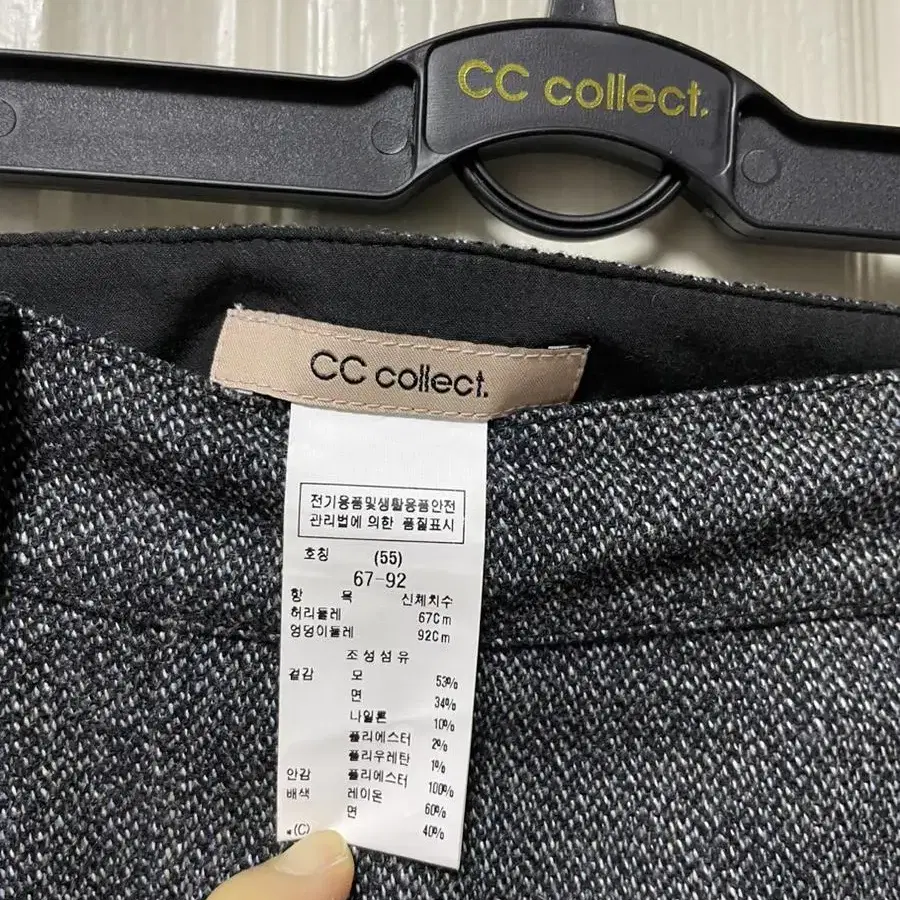 CC collect.
CC collect.
전기용품및생활용품안전
관리법에 의한 품질표시
호칭 (55)
67-92
항 목 신체치수
허리둘레 67Cm
엉덩이둘레 92Cm
조성섬유
겉감 모 53%
면 34%
나일론 10%
폴리에스터 2%
폴리우레탄 1%
안감 폴리에스터 100%
배색 레이온 60%
면 40%
*(C)